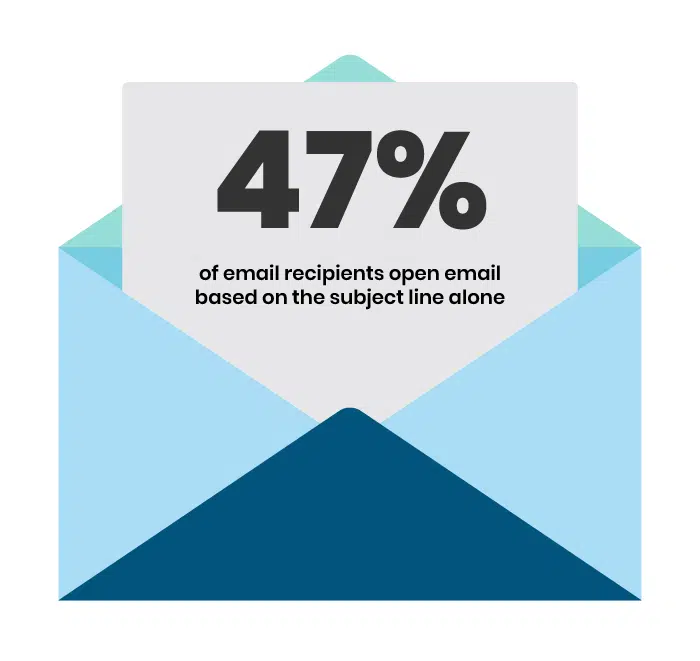 47%
of email recipients open email
based on the subject line alone